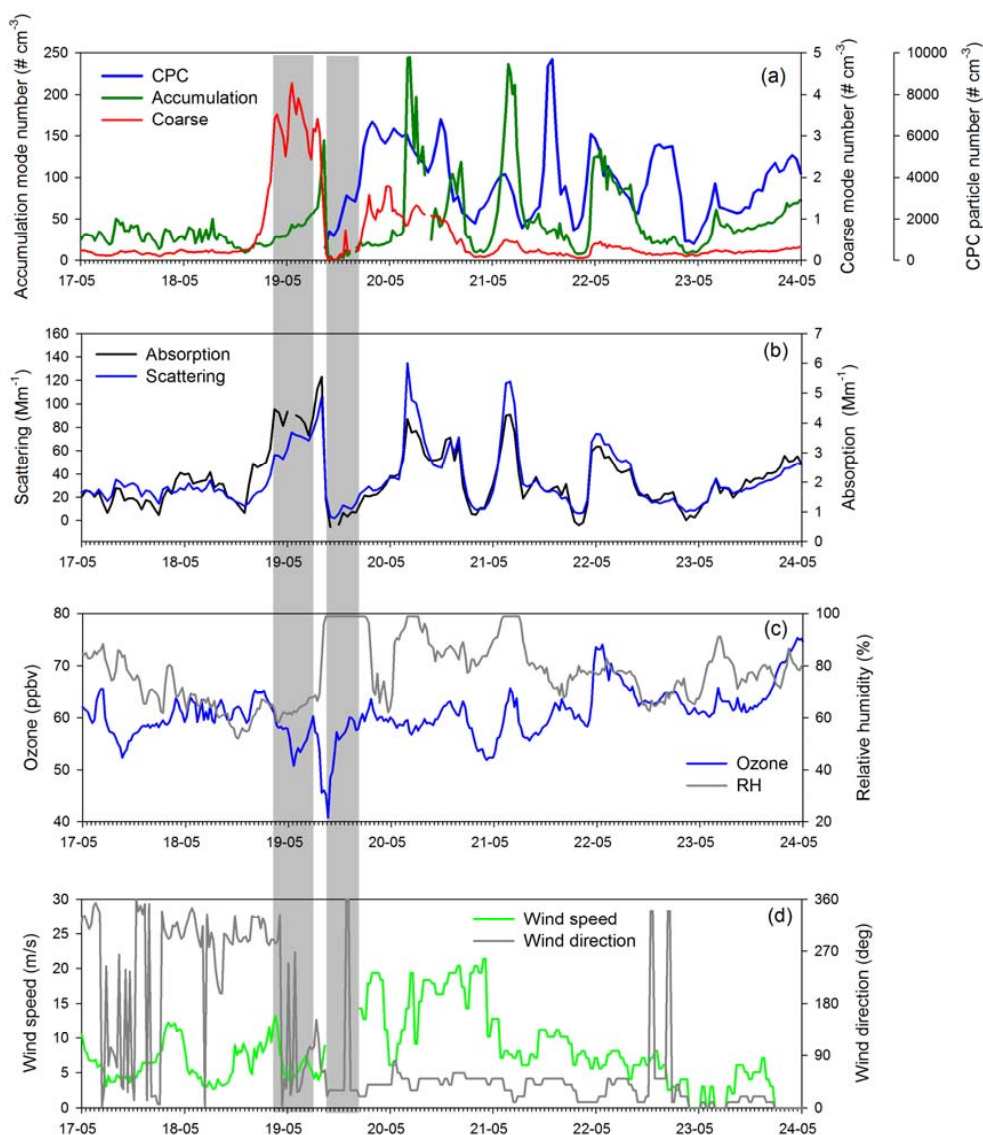 (a)
CPC
Accumulation
Coarse
Accumulation mode number (# cm-3)
250
200
150
100
50
0
Coarse mode number (# cm-3)
5
4
3
2
1
0
CPC particle number (# cm-3)
10000
8000
6000
4000
2000
0
17-05 18-05 19-05 20-05 21-05 22-05 23-05 24-05
(b)
Absorption
Scattering
Scattering (Mm-1)
160
140
120
100
80
60
40
20
0
Absorption (Mm-1)
7
6
5
4
3
2
1
0
17-05 18-05 19-05 20-05 21-05 22-05 23-05 24-05
(c)
Ozone (ppbv)
80
70
60
50
40
Relative humidity (%)
100
80
60
40
20
Ozone
RH
17-05 18-05 19-05 20-05 21-05 22-05 23-05 24-05
(d)
Wind speed
Wind direction
Wind speed (m/s)
30
25
20
15
10
5
0
Wind direction (deg)
360
270
180
90
0
17-05 18-05 19-05 20-05 21-05 22-05 23-05 24-05